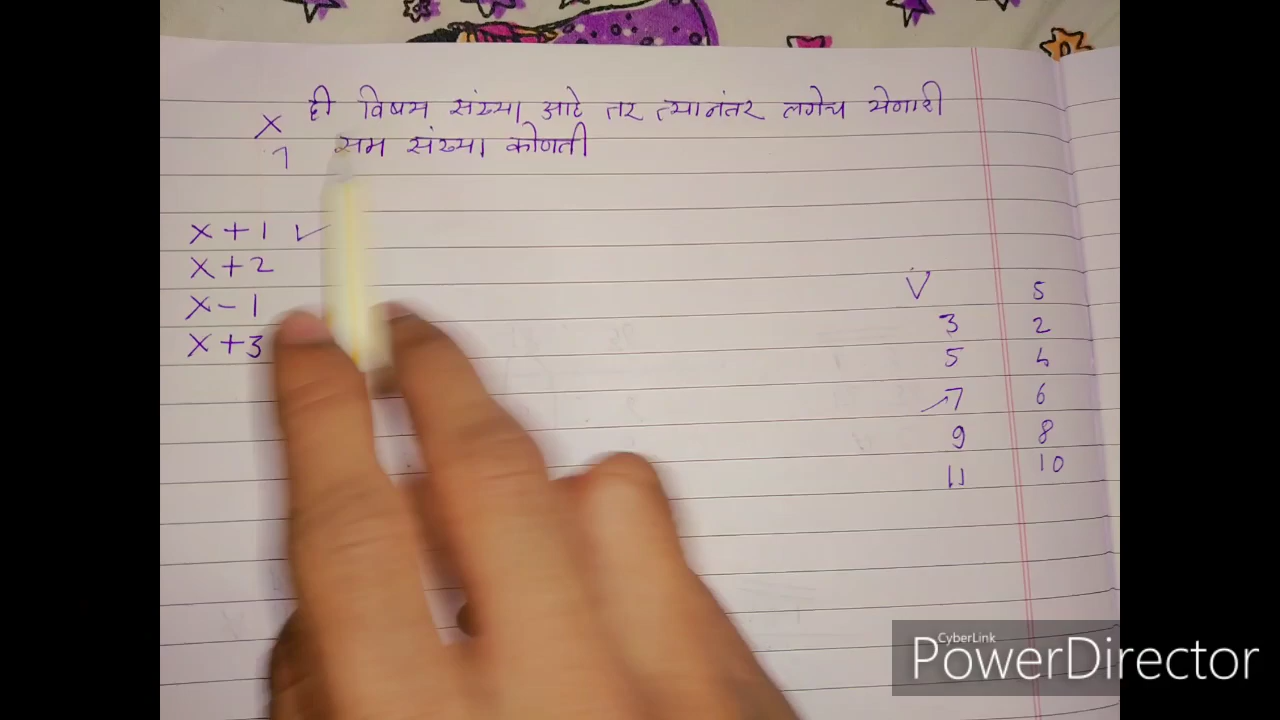 x ही विषम संख्या आहे तर त्यानंतर लगेच येणारी
7 सम संख्या कोणती
x + 1 ✓
x + 2
x - 1
x + 3
V S
3 2
5 4
7 6
9 8
11 10
CyberLink
PowerDirector